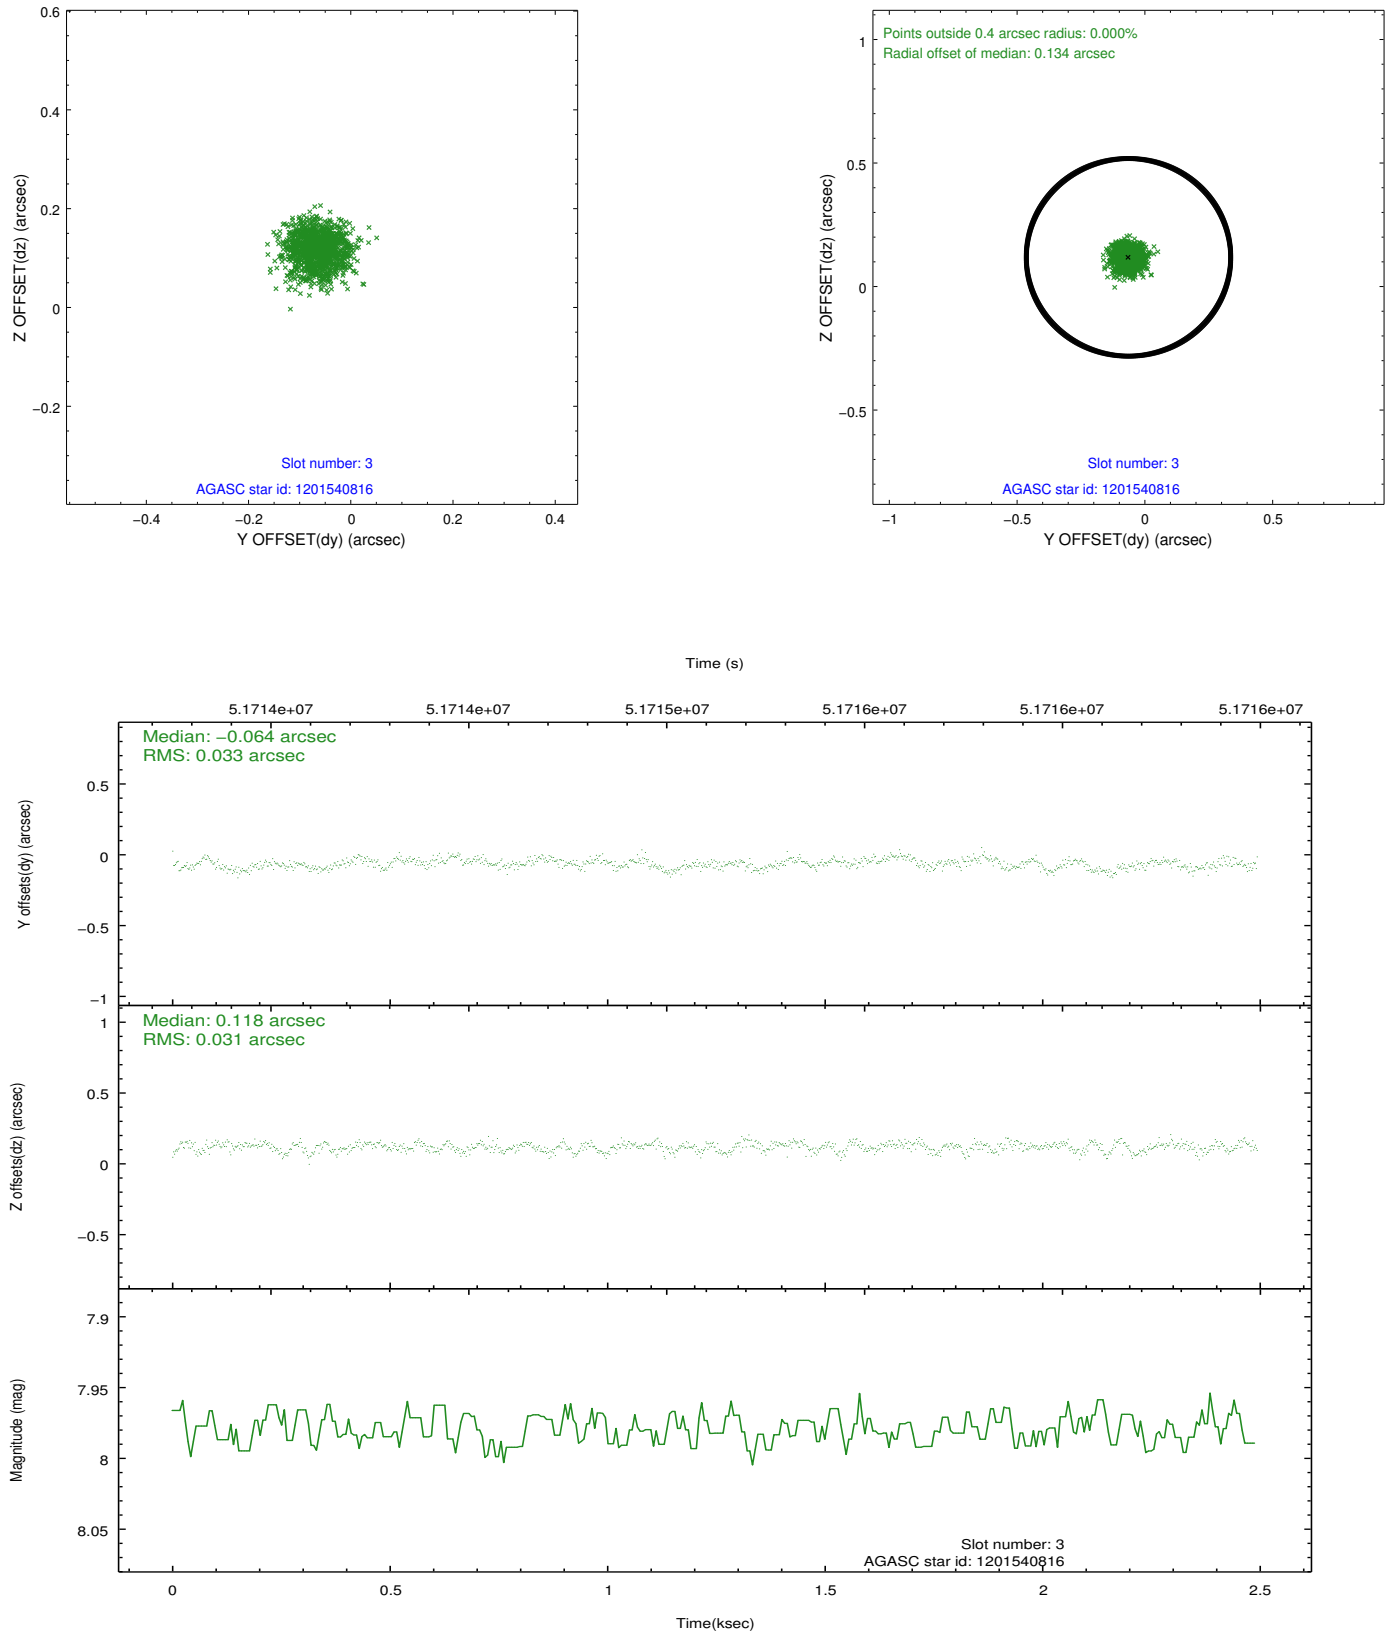 0.6
0.4
0.2
0
−0.2
−0.4
−0.2
0
0.2
0.4
Z OFFSET(dz) (arcsec)
Y OFFSET(dy) (arcsec)
Slot number: 3
AGASC star id: 1201540816
Points outside 0.4 arcsec radius: 0.000%
Radial offset of median: 0.134 arcsec
1
0.5
0
−0.5
−1
−0.5
0
0.5
Z OFFSET(dz) (arcsec)
Y OFFSET(dy) (arcsec)
Slot number: 3
AGASC star id: 1201540816
Time (s)
5.1714e+07 5.1714e+07 5.1715e+07 5.1716e+07 5.1716e+07 5.1716e+07
Median: −0.064 arcsec
RMS: 0.033 arcsec
0.5
0
−0.5
−1
Y offsets(dy) (arcsec)
Median: 0.118 arcsec
RMS: 0.031 arcsec
1
0.5
0
−0.5
Z offsets(dz) (arcsec)
7.9
7.95
8
8.05
Magnitude (mag)
Slot number: 3
AGASC star id: 1201540816
0 0.5 1 1.5 2 2.5
Time(ksec)